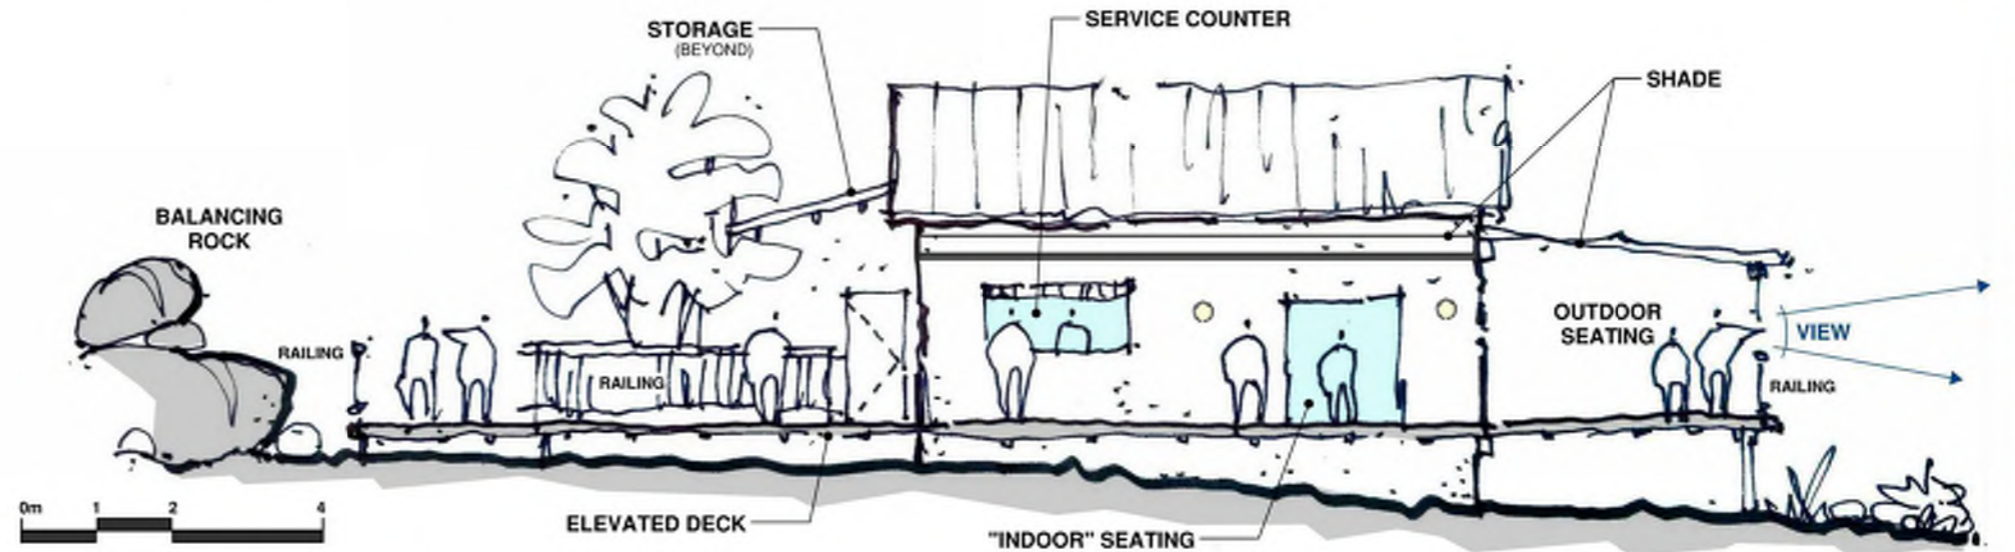 STORAGE
(BEYOND)
SERVICE COUNTER
SHADE
BALANCING
ROCK
RAILING
RAILING
OUTDOOR
SEATING
VIEW
RAILING
0m 1 2 4
ELEVATED DECK
"INDOOR" SEATING